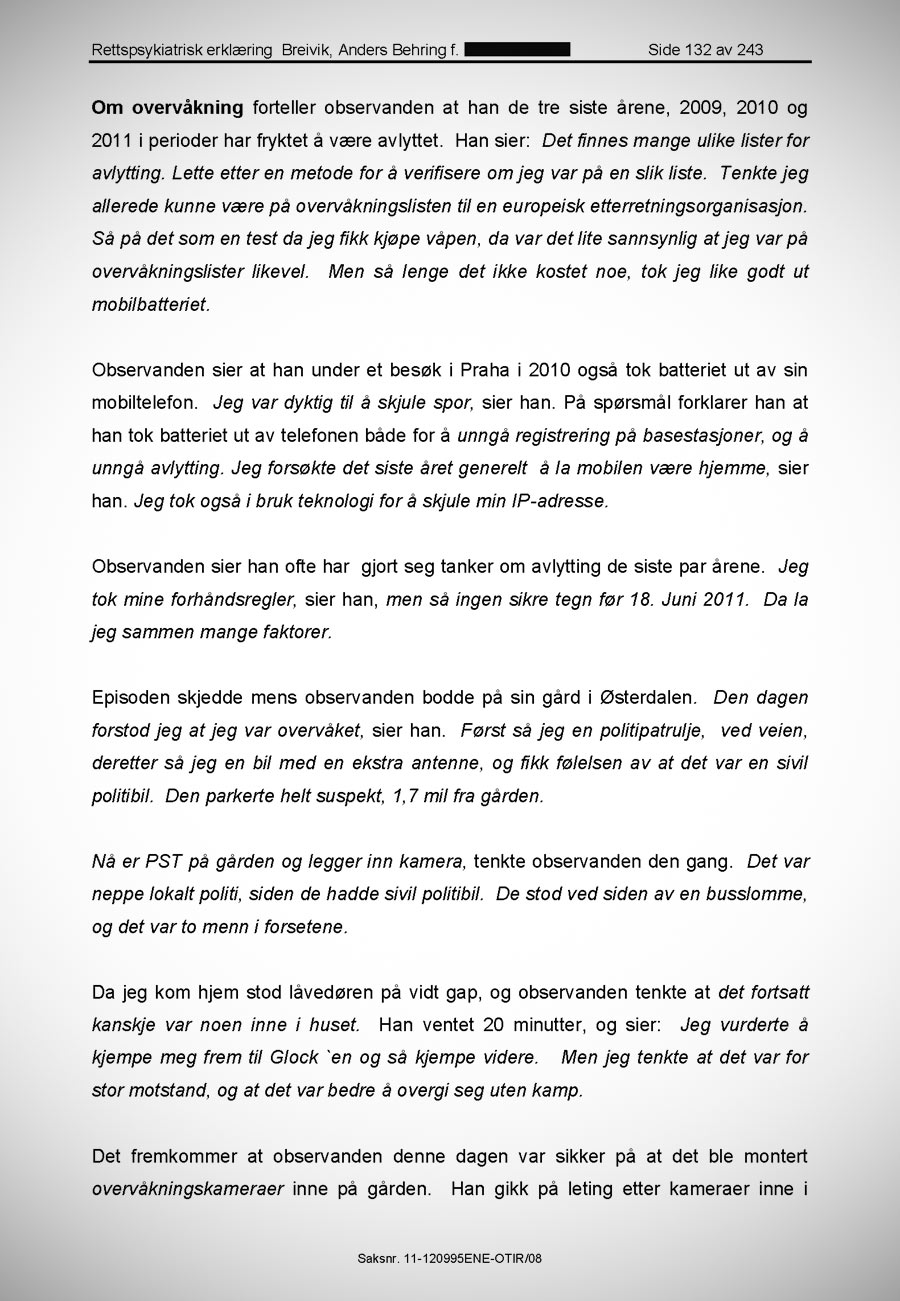 Rettspsykiatrisk erklæring Breivik, Anders Behring f. Side 132 av 243
Om overvåkning forteller observanden at han de tre siste årene, 2009, 2010 og
2011 i perioder har fryktet å være avlyttet. Han sier: Det finnes mange ulike lister for
avlytting. Lette etter en metode for å verifisere om jeg var på en slik liste. Tenkte jeg
allerede kunne være på overvåkningslisten til en europeisk etterretningsorganisasjon.
Så på det som en test da jeg fikk kjøpe våpen, da var det lite sannsynlig at jeg var på
overvåkningslister likevel. Men så lenge det ikke kostet noe, tok jeg like godt ut
mobilbatteriet.
Observanden sier at han under et besøk i Praha i 2010 også tok batteriet ut av sin
mobiltelefon. Jeg var dyktig til å skjule spor, sier han. På spørsmål forklarer han at
han tok batteriet ut av telefonen både for å unngå registrering på basestasjoner, og å
unngå avlytting. Jeg forsøkte det siste året generelt å la mobilen være hjemme, sier
han. Jeg tok også i bruk teknologi for å skjule min IP-adresse.
Observanden sier han ofte har gjort seg tanker om avlytting de siste par årene. Jeg
tok mine forhåndsregler, sier han, men så ingen sikre tegn før 18. Juni 2011. Da la
jeg sammen mange faktorer.
Episoden skjedde mens observanden bodde på sin gård i Østerdalen. Den dagen
forstod jeg at jeg var overvåket, sier han. Først så jeg en politipatrulje, ved veien,
deretter så jeg en bil med en ekstra antenne, og fikk følelsen av at det var en sivil
politibil. Den parkerte helt suspekt, 1,7 mil fra gården.
Nå er PST på gården og legger inn kamera, tenkte observanden den gang. Det var
neppe lokalt politi, siden de hadde sivil politibil. De stod ved siden av en busslomme,
og det var to menn i forsetene.
Da jeg kom hjem stod låvedøren på vidt gap, og observanden tenkte at det fortsatt
kanskje var noen inne i huset. Han ventet 20 minutter, og sier: Jeg vurderte å
kjempe meg frem til Glock `en og så kjempe videre. Men jeg tenkte at det var for
stor motstand, og at det var bedre å overgi seg uten kamp.
Det fremkommer at observanden denne dagen var sikker på at det ble montert
overvåkningskameraer inne på gården. Han gikk på leting etter kameraer inne i
Saksnr. 11-120995ENE-OTIR/08